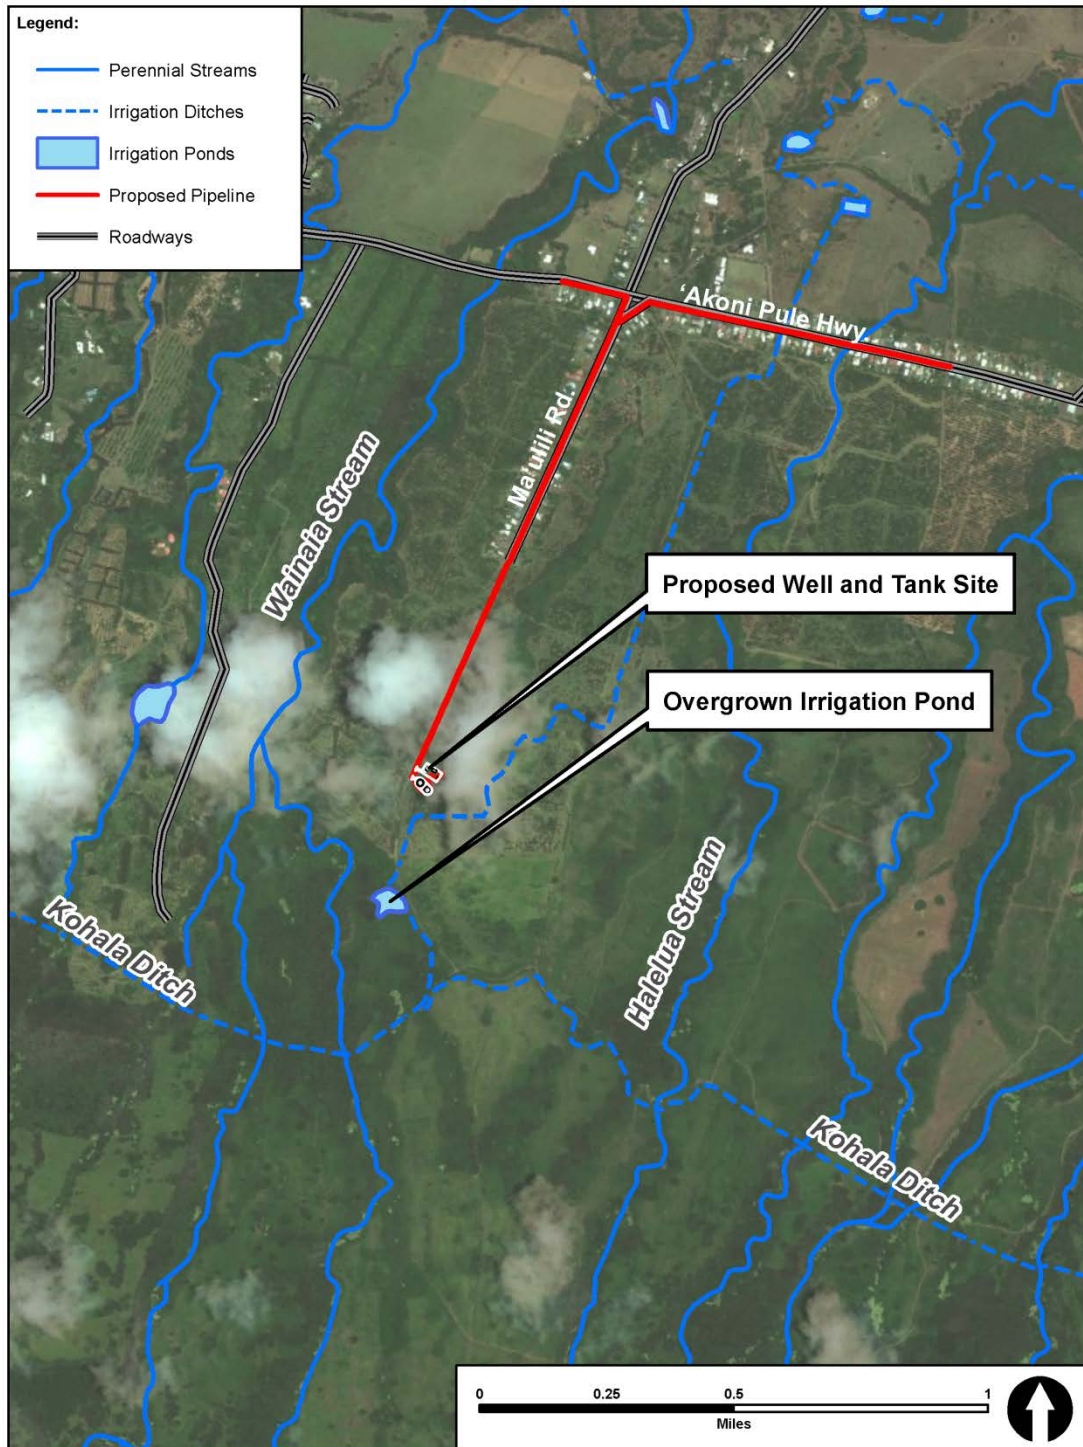 Legend:
Perennial Streams
Irrigation Ditches
Irrigation Ponds
Proposed Pipeline
Roadways
'Akoni Pule Hwy
Ma'ulili Rd.
Wainaia Stream
Proposed Well and Tank Site
Overgrown Irrigation Pond
Kohala Ditch
Halelua Stream
Kohala Ditch
0 0.25 0.5 1
Miles